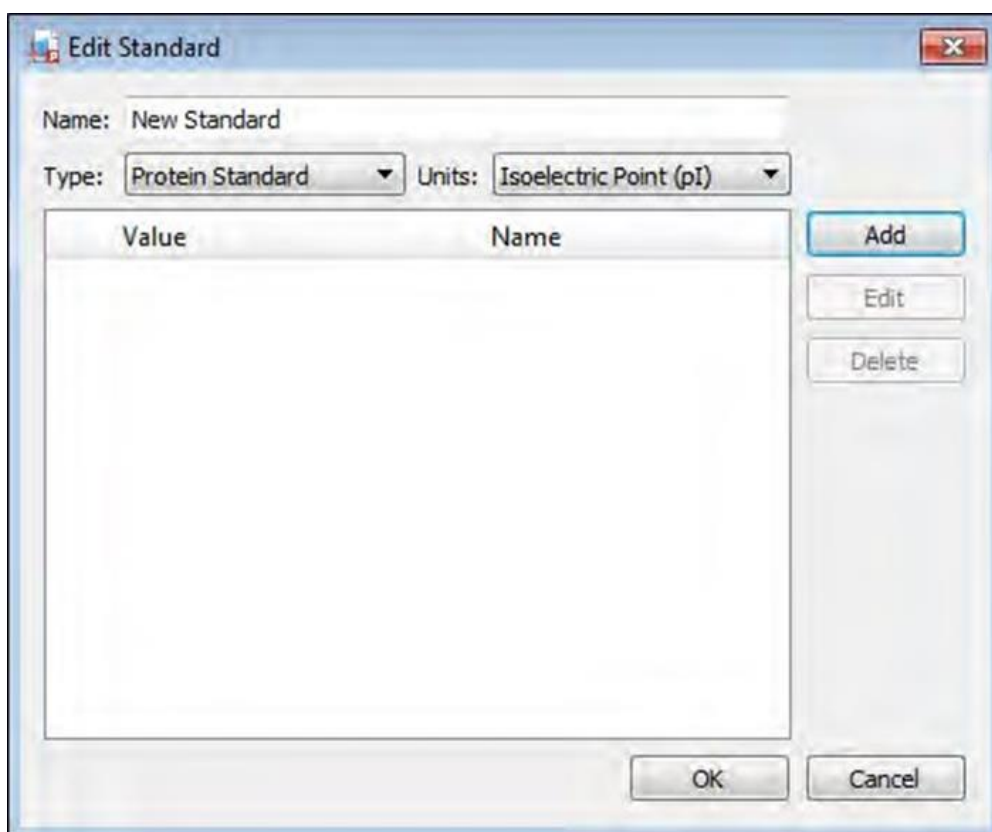 Edit Standard
Name: New Standard
Type: Protein Standard Units: Isoelectric Point (pI)
Value Name
Add
Edit
Delete
OK Cancel